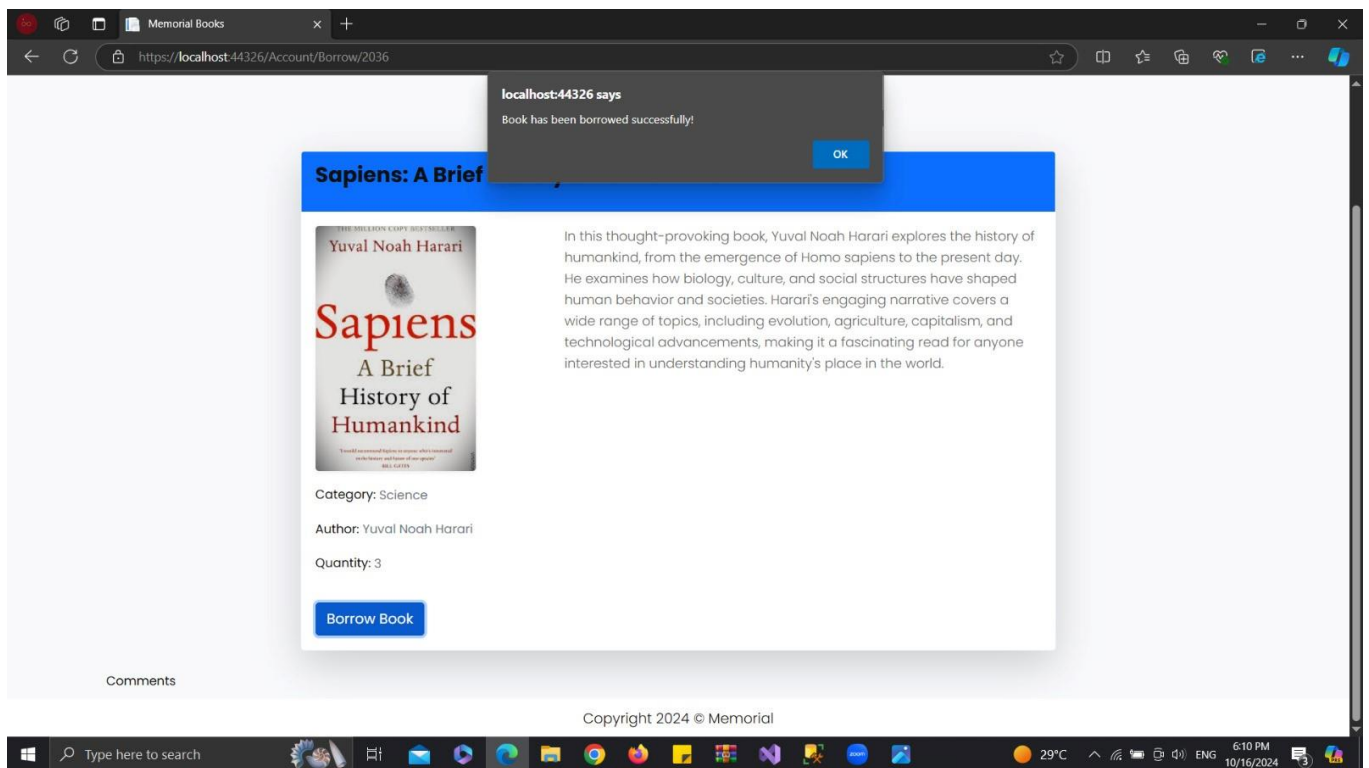 Memorial Books
https://localhost:44326/Account/Borrow/2036
localhost:44326 says
Book has been borrowed successfully!
OK
Sapiens: A Brief
THE MILLION COPY BESTSELLER
Yuval Noah Harari
Sapiens
A Brief
History of
Humankind
BILL GATES
In this thought-provoking book, Yuval Noah Harari explores the history of
humankind, from the emergence of Homo sapiens to the present day.
He examines how biology, culture, and social structures have shaped
human behavior and societies. Harari's engaging narrative covers a
wide range of topics, including evolution, agriculture, capitalism, and
technological advancements, making it a fascinating read for anyone
interested in understanding humanity's place in the world.
Category: Science
Author: Yuval Noah Harari
Quantity: 3
Borrow Book
Comments
Copyright 2024 © Memorial
Type here to search
zoom
29°C
ENG
6:10 PM
10/16/2024
3